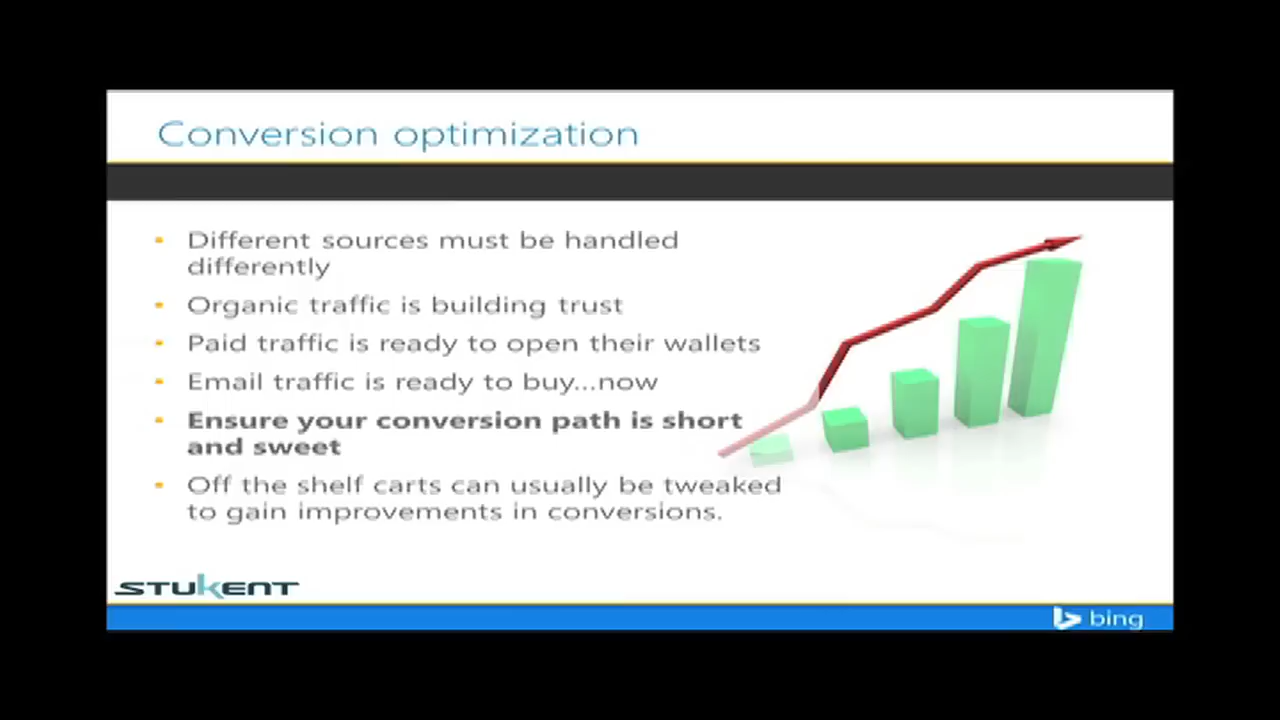 Conversion optimization
Different sources must be handled
differently
Organic traffic is building trust
Paid traffic is ready to open their wallets
Email traffic is ready to buy...now
Ensure your conversion path is short
and sweet
Off the shelf carts can usually be tweaked
to gain improvements in conversions.
STUKENT
bing